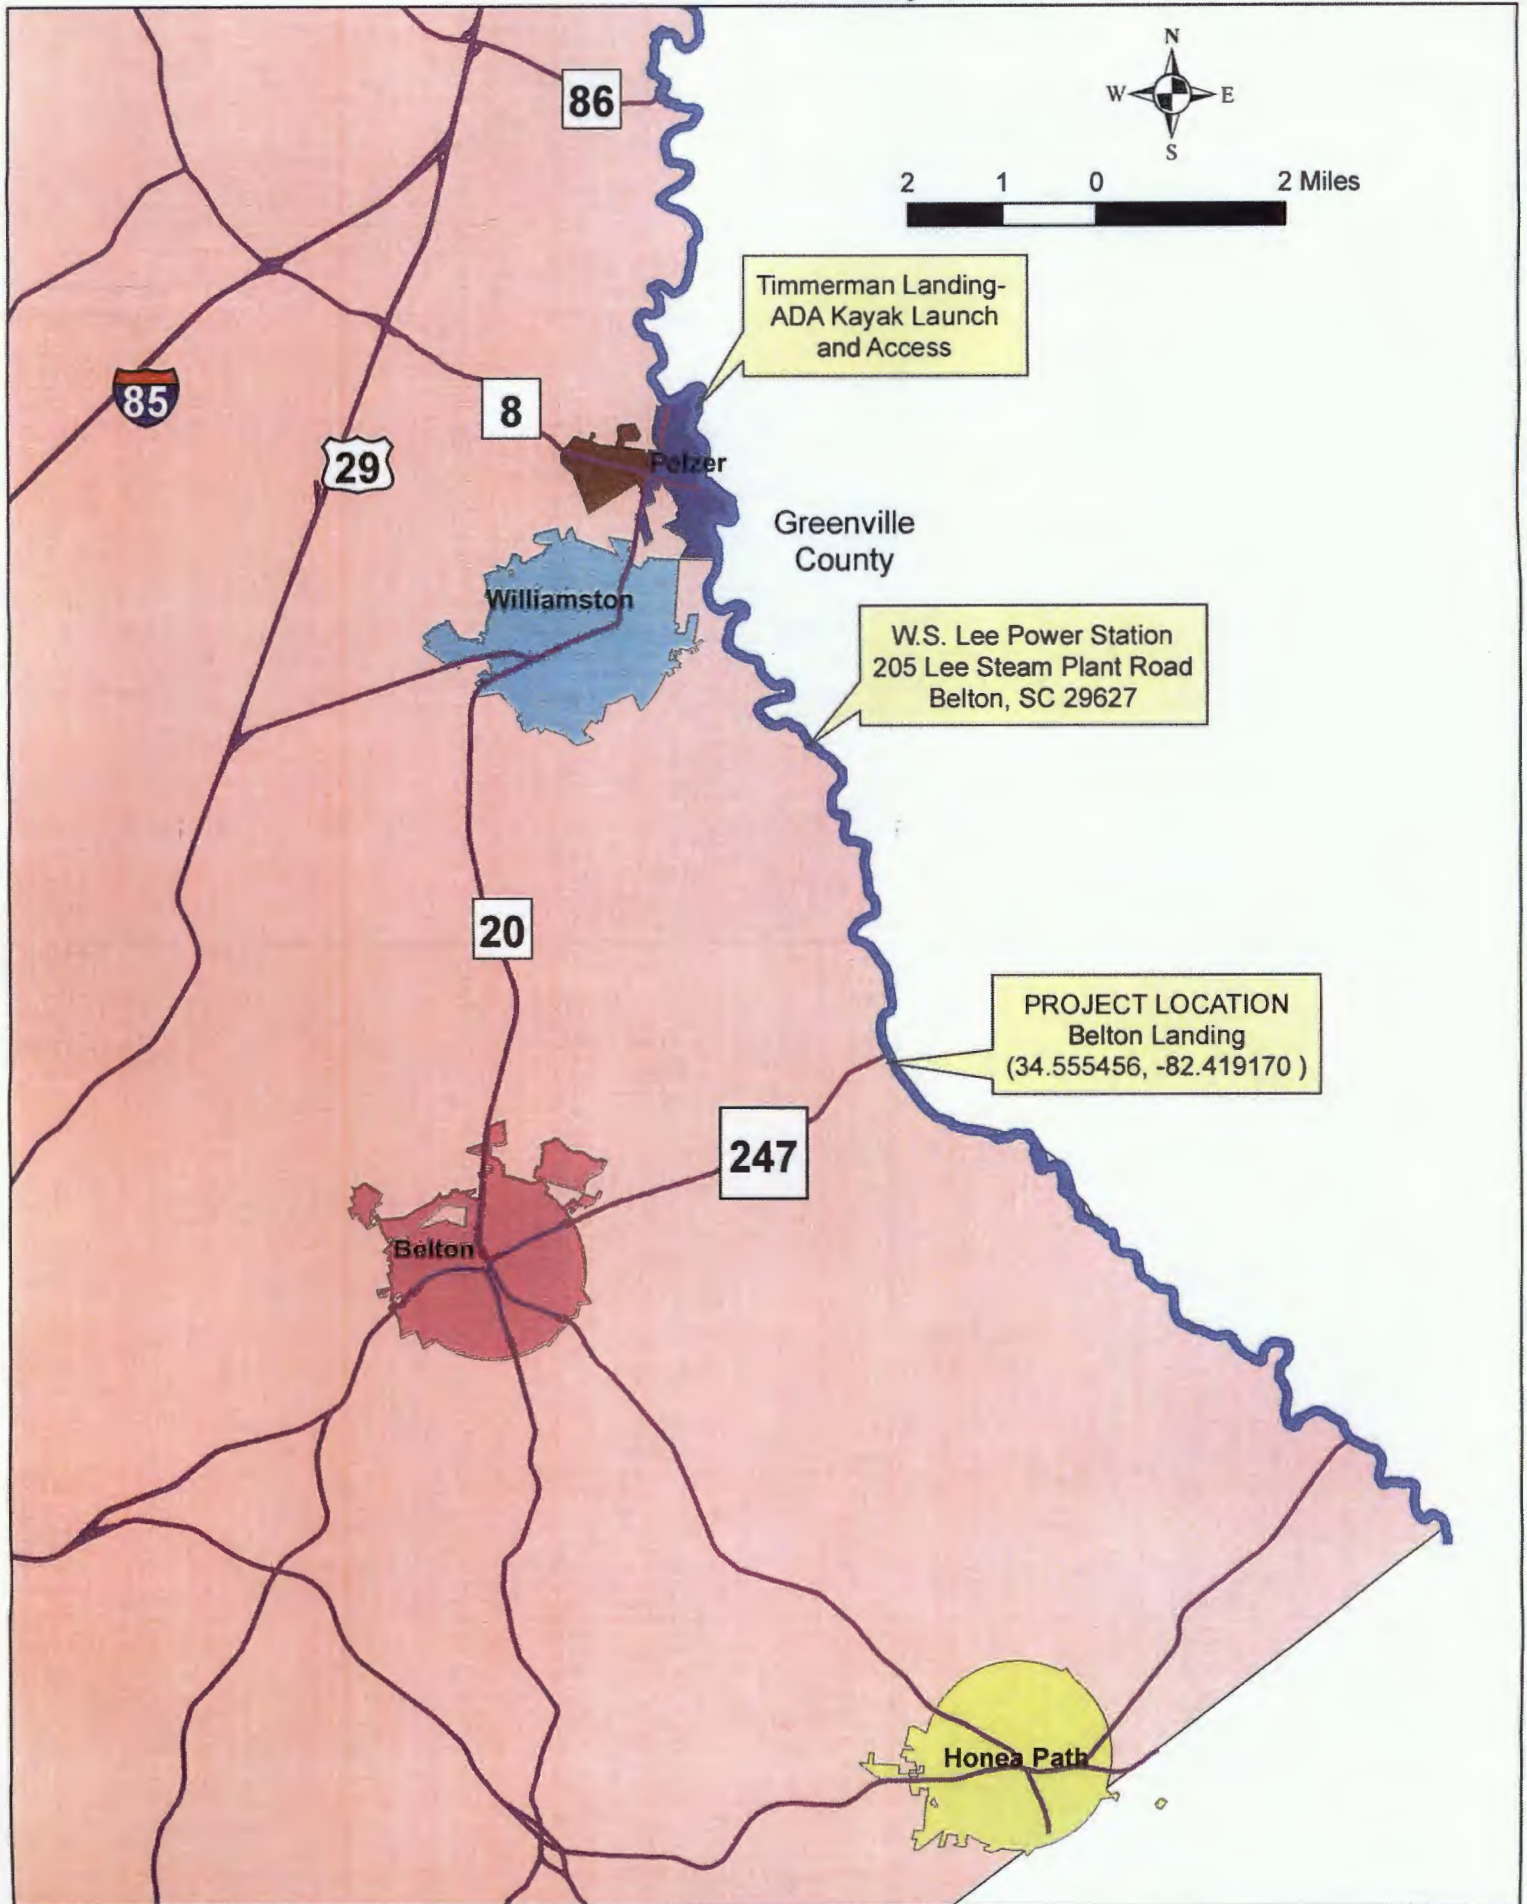 N
W E
S
2 1 0 2 Miles
86
Timmerman Landing-
ADA Kayak Launch
and Access
85
8
29
Pelzer
Greenville
County
Williamston
W.S. Lee Power Station
205 Lee Steam Plant Road
Belton, SC 29627
20
PROJECT LOCATION
Belton Landing
(34.555456, -82.419170 )
247
Belton
Honea Path